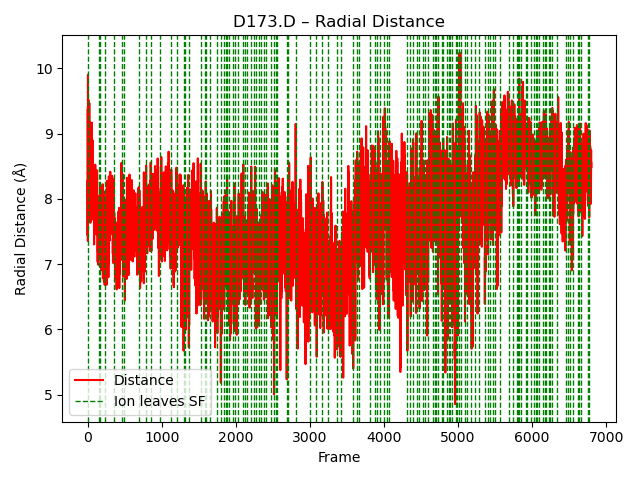 D173.D – Radial Distance
Radial Distance (Å)
10
9
8
7
6
5
Distance
Ion leaves SF
0 1000 2000 3000 4000 5000 6000 7000
Frame